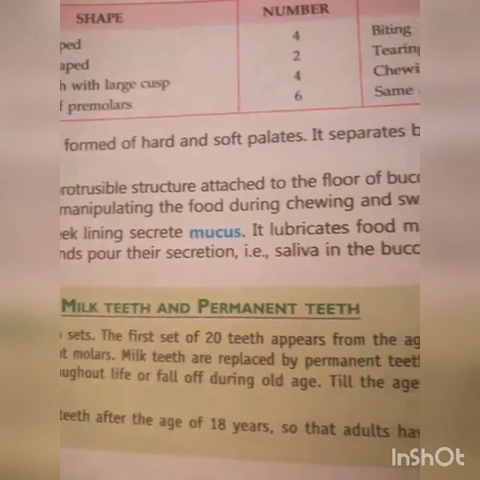 SHAPE NUMBER
ped 4 Biting
aped 2 Tearing
h with large cusp 4 Chewi
f premolars 6 Same
formed of hard and soft palates. It separates b
rotrusible structure attached to the floor of bucc
manipulating the food during chewing and sw
ek lining secrete mucus. It lubricates food m
nds pour their secretion, i.e., saliva in the bucc
MILK TEETH AND PERMANENT TEETH
sets. The first set of 20 teeth appears from the ag
t molars. Milk teeth are replaced by permanent teet
ughout life or fall off during old age. Till the age
teeth after the age of 18 years, so that adults hav
InShOt